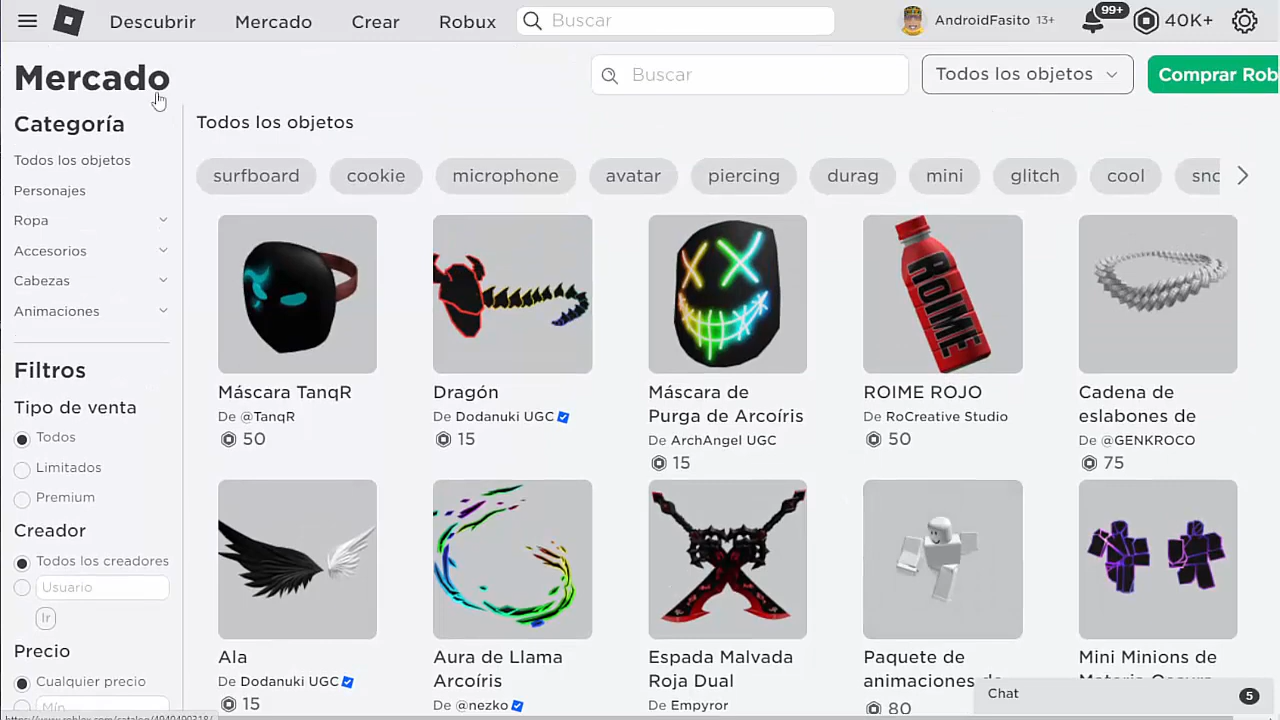 Descubrir Mercado Crear Robux Buscar AndroidFasito 13+ 99+ 40K+
Mercado Buscar Todos los objetos Comprar Rob
Categoría
Todos los objetos
Personajes
Ropa
Accesorios
Cabezas
Animaciones
Filtros
Tipo de venta
Todos
Limitados
Premium
Creador
Todos los creadores
Usuario
Ir
Precio
Cualquier precio
Mín
Todos los objetos
surfboard cookie microphone avatar piercing durag mini glitch cool sno
Máscara TanqR
De @TanqR
50
Dragón
De Dodanuki UGC
15
Máscara de
Purga de Arcoíris
De ArchAngel UGC
15
ROIME
ROIME ROJO
De RoCreative Studio
50
Cadena de
eslabones de
De @GENKROCO
75
Ala
De Dodanuki UGC
15
Aura de Llama
Arcoíris
De @nezko
Espada Malvada
Roja Dual
De Empyror
Paquete de
animaciones de
80
Mini Minions de
Chat 5